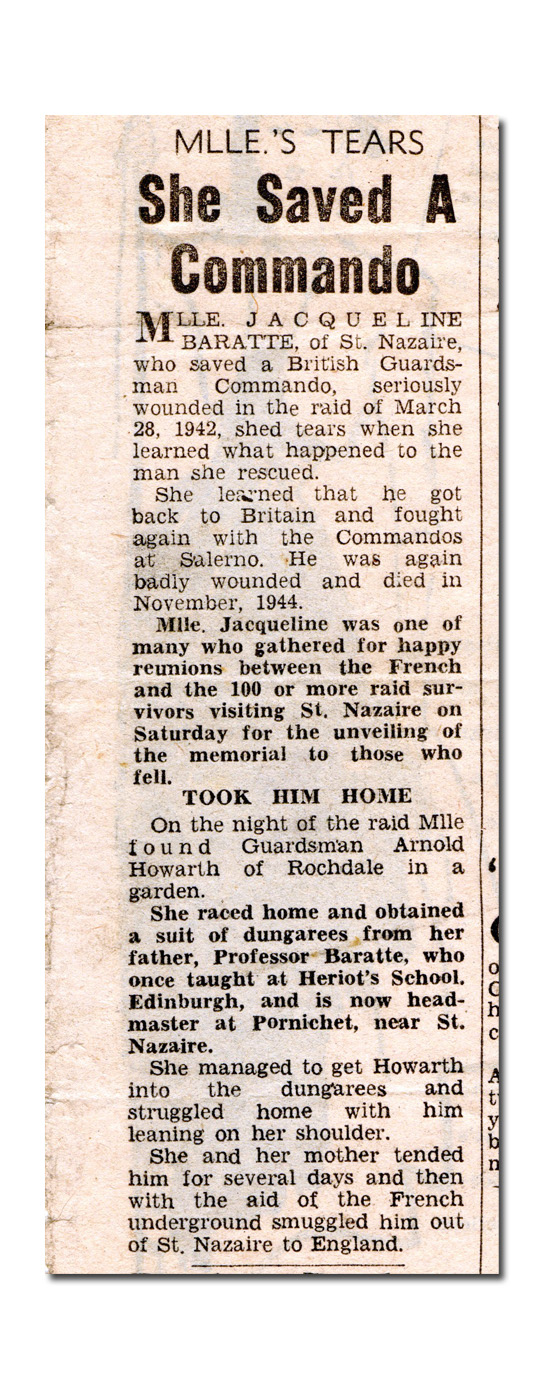 MLLE.'S TEARS
She Saved A
Commando
MLLE. JACQUELINE
BARATTE, of St. Nazaire,
who saved a British Guards-
man Commando, seriously
wounded in the raid of March
28, 1942, shed tears when she
learned what happened to the
man she rescued.
She learned that he got
back to Britain and fought
again with the Commandos
at Salerno. He was again
badly wounded and died in
November, 1944.
Mlle. Jacqueline was one of
many who gathered for happy
reunions between the French
and the 100 or more raid sur-
vivors visiting St. Nazaire on
Saturday for the unveiling of
the memorial to those who
fell.
TOOK HIM HOME
On the night of the raid Mlle
found Guardsman Arnold
Howarth of Rochdale in a
garden.
She raced home and obtained
a suit of dungarees from her
father, Professor Baratte, who
once taught at Heriot's School.
Edinburgh, and is now head-
master at Pornichet, near St.
Nazaire.
She managed to get Howarth
into the dungarees and
struggled home with him
leaning on her shoulder.
She and her mother tended
him for several days and then
with the aid of the French
underground smuggled him out
of St. Nazaire to England.